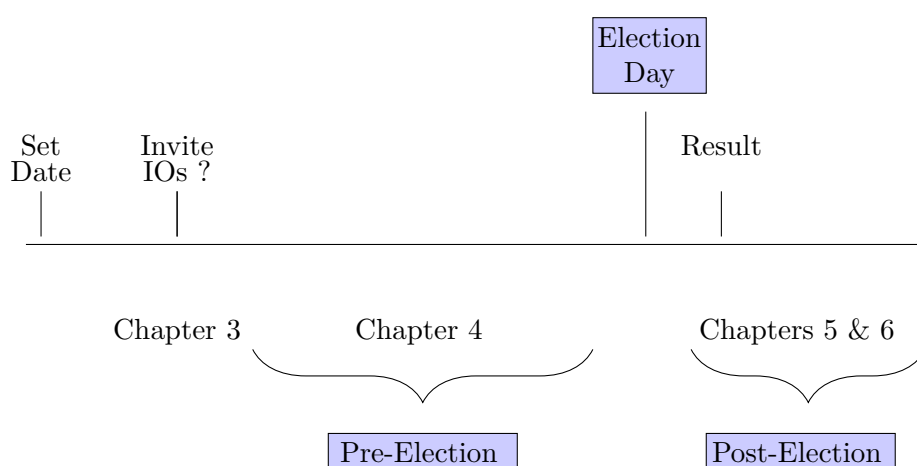 Election
Day
Set
Date
Invite
IOs ?
Result
Chapter 3
Chapter 4
Chapters 5 & 6
Pre-Election
Post-Election